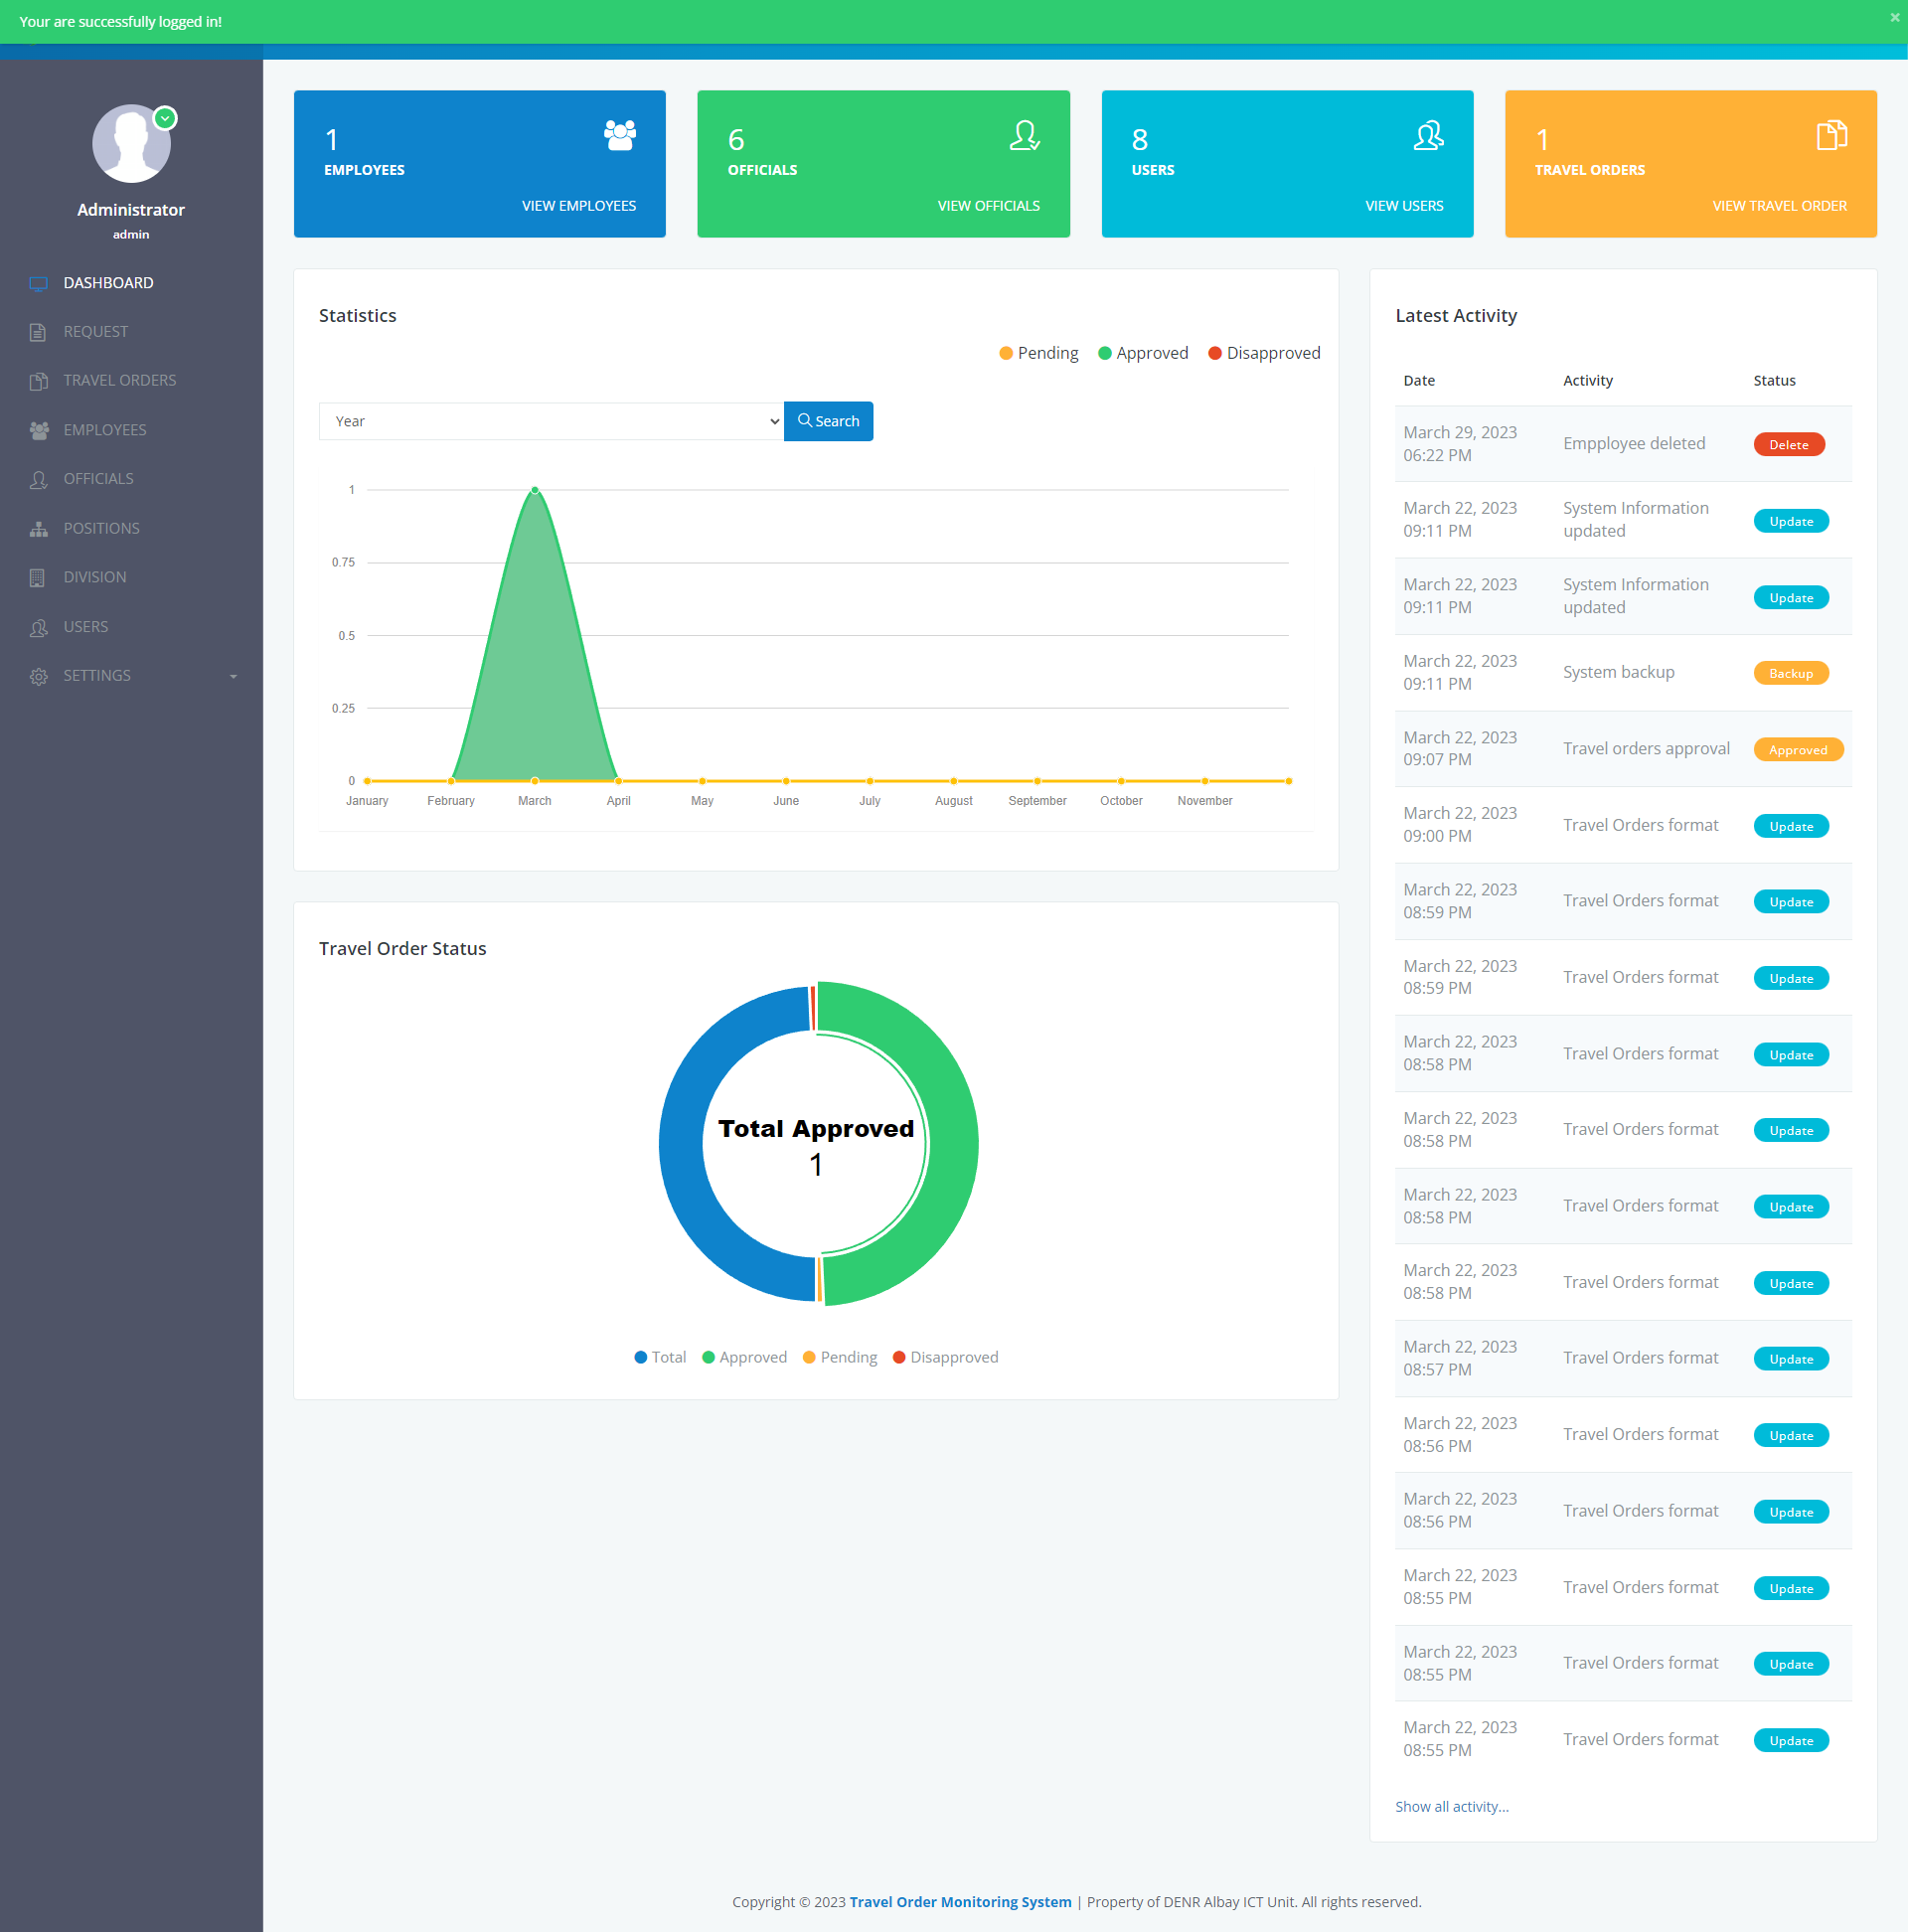 Your are successfully logged in!
×
Administrator
admin
DASHBOARD
REQUEST
TRAVEL ORDERS
EMPLOYEES
OFFICIALS
POSITIONS
DIVISION
USERS
SETTINGS
1
EMPLOYEES
VIEW EMPLOYEES
6
OFFICIALS
VIEW OFFICIALS
8
USERS
VIEW USERS
1
TRAVEL ORDERS
VIEW TRAVEL ORDER
Statistics
Pending Approved Disapproved
Year Search
1
0.75
0.5
0.25
0
January February March April May June July August September October November
Travel Order Status
Total Approved
1
Total Approved Pending Disapproved
Latest Activity
Date Activity Status
March 29, 2023
06:22 PM
Empployee deleted
Delete
March 22, 2023
09:11 PM
System Information
updated
Update
March 22, 2023
09:11 PM
System Information
updated
Update
March 22, 2023
09:11 PM
System backup
Backup
March 22, 2023
09:07 PM
Travel orders approval
Approved
March 22, 2023
09:00 PM
Travel Orders format
Update
March 22, 2023
08:59 PM
Travel Orders format
Update
March 22, 2023
08:59 PM
Travel Orders format
Update
March 22, 2023
08:58 PM
Travel Orders format
Update
March 22, 2023
08:58 PM
Travel Orders format
Update
March 22, 2023
08:58 PM
Travel Orders format
Update
March 22, 2023
08:58 PM
Travel Orders format
Update
March 22, 2023
08:57 PM
Travel Orders format
Update
March 22, 2023
08:56 PM
Travel Orders format
Update
March 22, 2023
08:56 PM
Travel Orders format
Update
March 22, 2023
08:55 PM
Travel Orders format
Update
March 22, 2023
08:55 PM
Travel Orders format
Update
March 22, 2023
08:55 PM
Travel Orders format
Update
Show all activity...
Copyright © 2023 Travel Order Monitoring System | Property of DENR Albay ICT Unit. All rights reserved.